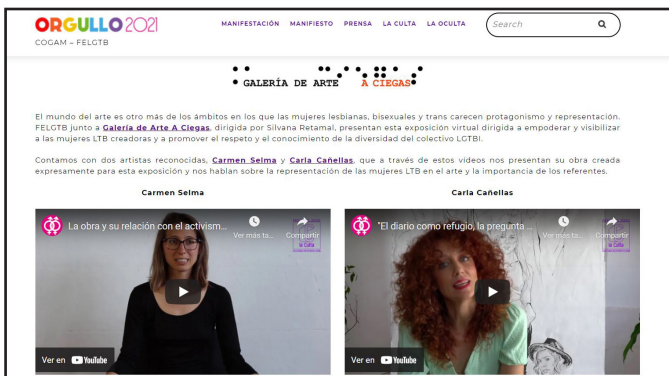 ORGULLO 2021
COGAM – FELGTB
MANIFESTACIÓN MANIFIESTO PRENSA LA CULTA LA OCULTA
Search
GALERÍA DE ARTE A CIEGAS
El mundo del arte es otro más de los ámbitos en los que las mujeres lesbianas, bisexuales y trans carecen protagonismo y representación.
FELGTB junto a Galería de Arte A Ciegas, dirigida por Silvana Retamal, presentan esta exposición virtual dirigida a empoderar y visibilizar
a las mujeres LTB creadoras y a promover el respeto y el conocimiento de la diversidad del colectivo LGTBI.
Contamos con dos artistas reconocidas, Carmen Selma y Carla Cañellas, que a través de estos videos nos presentan su obra creada
expresamente para esta exposición y nos hablan sobre la representación de las mujeres LTB en el arte y la importancia de los referentes.
Carmen Selma
Carla Cañellas
La obra y su relación con el activism...
Ver más ta...
Compartir
la Culta
Ver en YouTube
"El diario como refugio, la pregunta ...
Ver más ta...
Compartir
la Culta
Ver en YouTube